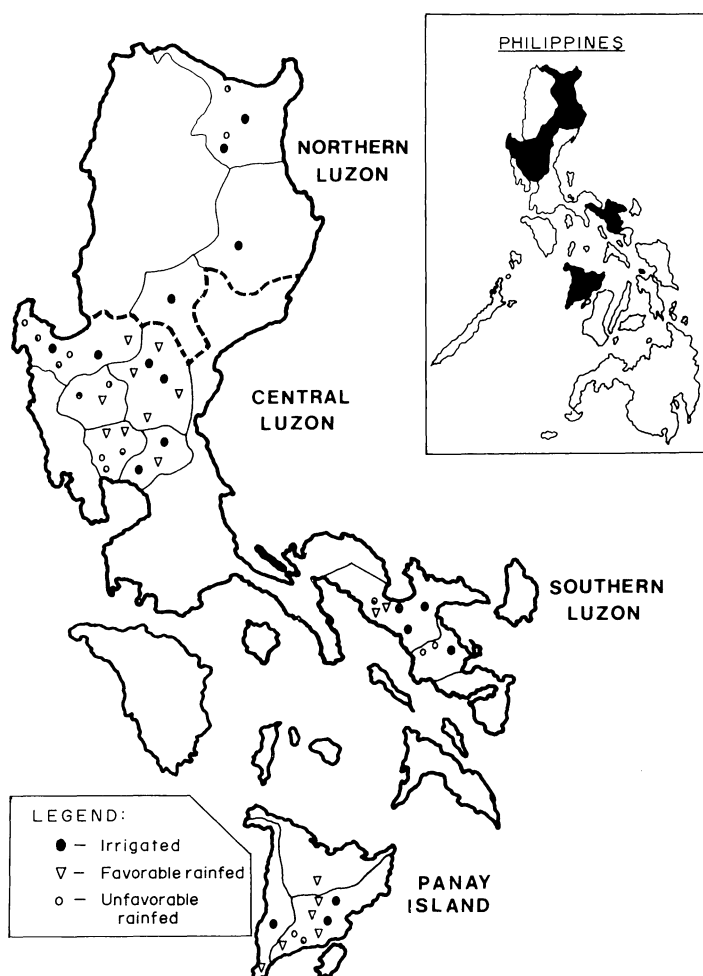 PHILIPPINES
NORTHERN
LUZON
CENTRAL
LUZON
SOUTHERN
LUZON
LEGEND:
– Irrigated
– Favorable rainfed
– Unfavorable
rainfed
PANAY
ISLAND